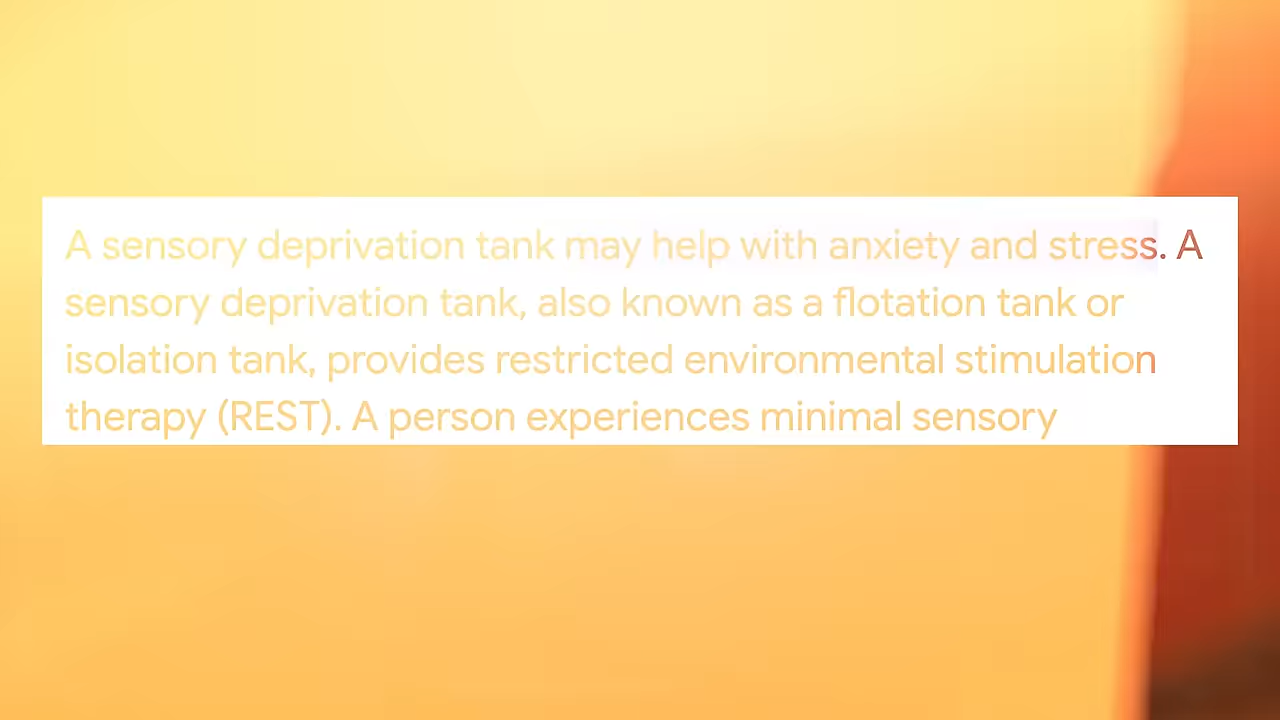 A sensory deprivation tank may help with anxiety and stress. A
sensory deprivation tank, also known as a flotation tank or
isolation tank, provides restricted environmental stimulation
therapy (REST). A person experiences minimal sensory